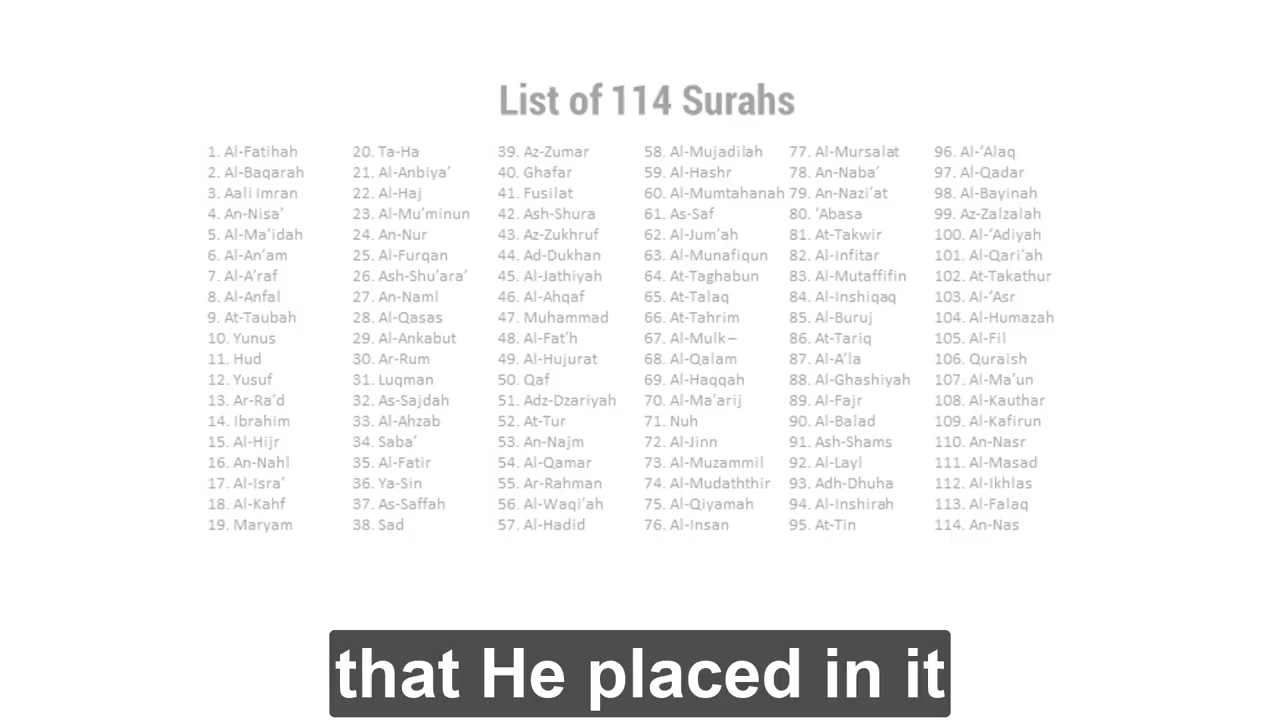 List of 114 Surahs
1. Al-Fatihah
2. Al-Baqarah
3. Aali Imran
4. An-Nisa’
5. Al-Ma’idah
6. Al-An’am
7. Al-A’raf
8. Al-Anfal
9. At-Taubah
10. Yunus
11. Hud
12. Yusuf
13. Ar-Ra’d
14. Ibrahim
15. Al-Hijr
16. An-Nahl
17. Al-Isra’
18. Al-Kahf
19. Maryam
20. Ta-Ha
21. Al-Anbiya’
22. Al-Haj
23. Al-Mu’minun
24. An-Nur
25. Al-Furqan
26. Ash-Shu’ara’
27. An-Naml
28. Al-Qasas
29. Al-Ankabut
30. Ar-Rum
31. Luqman
32. As-Sajdah
33. Al-Ahzab
34. Saba’
35. Al-Fatir
36. Ya-Sin
37. As-Saffah
38. Sad
39. Az-Zumar
40. Ghafar
41. Fusilat
42. Ash-Shura
43. Az-Zukhruf
44. Ad-Dukhan
45. Al-Jathiyah
46. Al-Ahqaf
47. Muhammad
48. Al-Fat’h
49. Al-Hujurat
50. Qaf
51. Adz-Dzariyah
52. At-Tur
53. An-Najm
54. Al-Qamar
55. Ar-Rahman
56. Al-Waqi’ah
57. Al-Hadid
58. Al-Mujadilah
59. Al-Hashr
60. Al-Mumtahanah
61. As-Saf
62. Al-Jum’ah
63. Al-Munafiqun
64. At-Taghabun
65. At-Talaq
66. At-Tahrim
67. Al-Mulk –
68. Al-Qalam
69. Al-Haqqah
70. Al-Ma’arij
71. Nuh
72. Al-Jinn
73. Al-Muzammil
74. Al-Mudaththir
75. Al-Qiyamah
76. Al-Insan
77. Al-Mursalat
78. An-Naba’
79. An-Nazi’at
80. ‘Abasa
81. At-Takwir
82. Al-Infitar
83. Al-Mutaffifin
84. Al-Inshiqaq
85. Al-Buruj
86. At-Tariq
87. Al-A’la
88. Al-Ghashiyah
89. Al-Fajr
90. Al-Balad
91. Ash-Shams
92. Al-Layl
93. Adh-Dhuha
94. Al-Inshirah
95. At-Tin
96. Al-‘Alaq
97. Al-Qadar
98. Al-Bayinah
99. Az-Zalzalah
100. Al-‘Adiyah
101. Al-Qari’ah
102. At-Takathur
103. Al-‘Asr
104. Al-Humazah
105. Al-Fil
106. Quraish
107. Al-Ma’un
108. Al-Kauthar
109. Al-Kafirun
110. An-Nasr
111. Al-Masad
112. Al-Ikhlas
113. Al-Falaq
114. An-Nas
that He placed in it